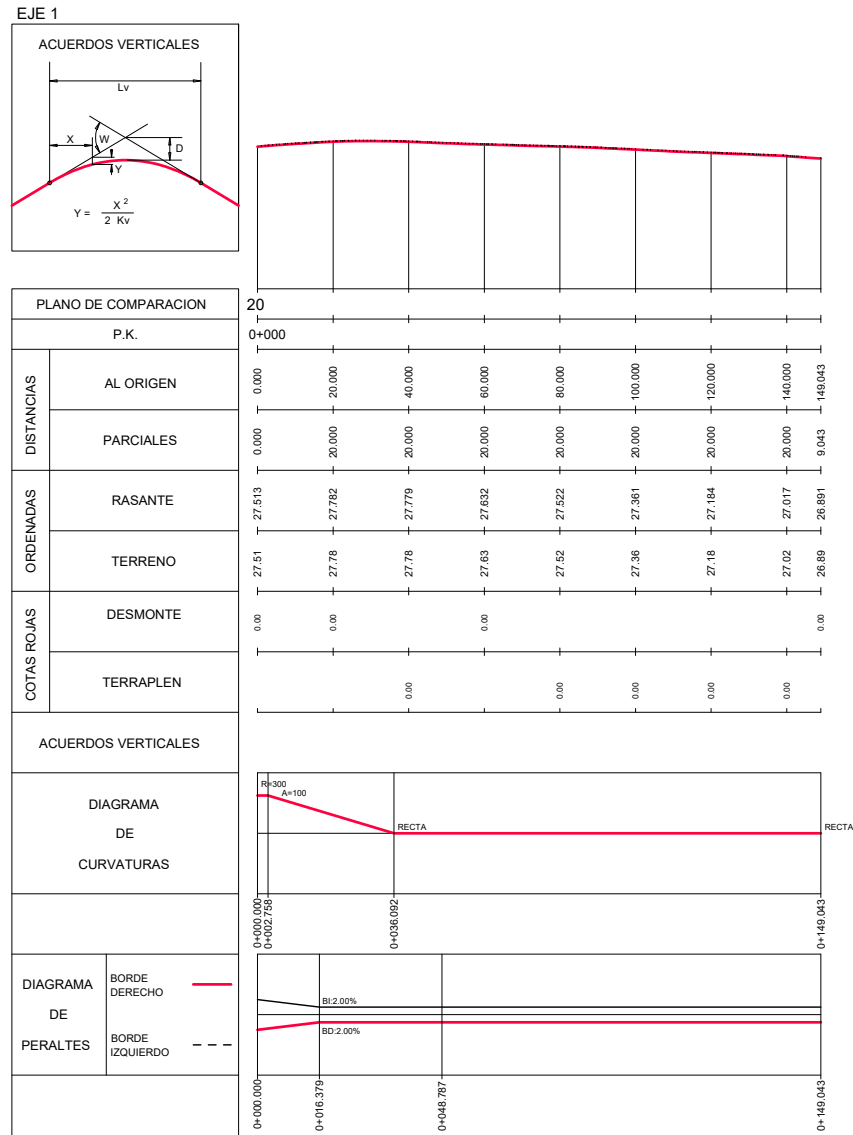 EJE 1
ACUERDOS VERTICALES
Lv
X
W
D
Y
Y = X 2
2 Kv
PLANO DE COMPARACION
20
P.K.
0+000
DISTANCIAS
AL ORIGEN
0.000 20.000 40.000 60.000 80.000 100.000 120.000 140.000 149.043
PARCIALES
0.000 20.000 20.000 20.000 20.000 20.000 20.000 20.000 9.043
ORDENADAS
RASANTE
27.513 27.782 27.779 27.632 27.522 27.361 27.184 27.017 26.891
TERRENO
27.51 27.78 27.78 27.63 27.52 27.36 27.18 27.02 26.89
COTAS ROJAS
DESMONTE
0.00 0.00 0.00 0.00
TERRAPLEN
0.00 0.00 0.00 0.00 0.00
ACUERDOS VERTICALES
DIAGRAMA
DE
CURVATURAS
R=300
A=100
RECTA
RECTA
0+000.000
0+002.758
0+036.092
0+149.043
DIAGRAMA
DE
PERALTES
BORDE
DERECHO
BORDE
IZQUIERDO
BI:2.00%
BD:2.00%
0+000.000
0+016.379
0+048.787
0+149.043